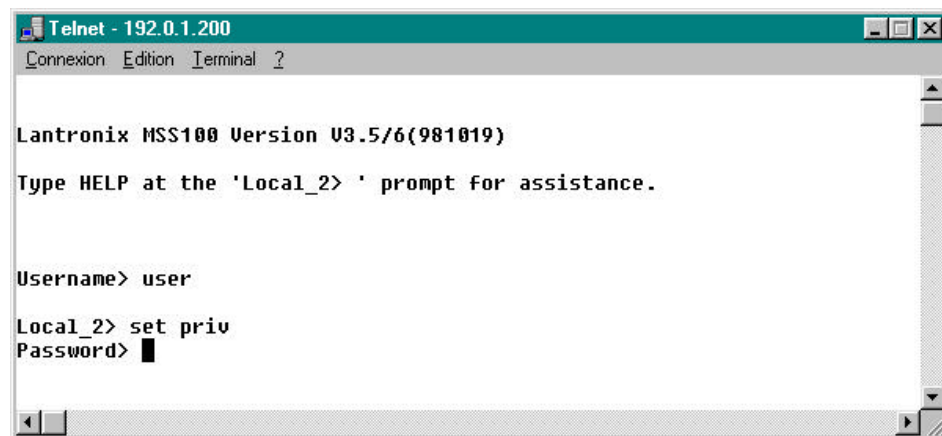 Telnet - 192.0.1.200
Connexion Edition Terminal ?
Lantronix MSS100 Version V3.5/6(981019)
Type HELP at the 'Local_2> ' prompt for assistance.
Username> user
Local_2> set priv
Password>